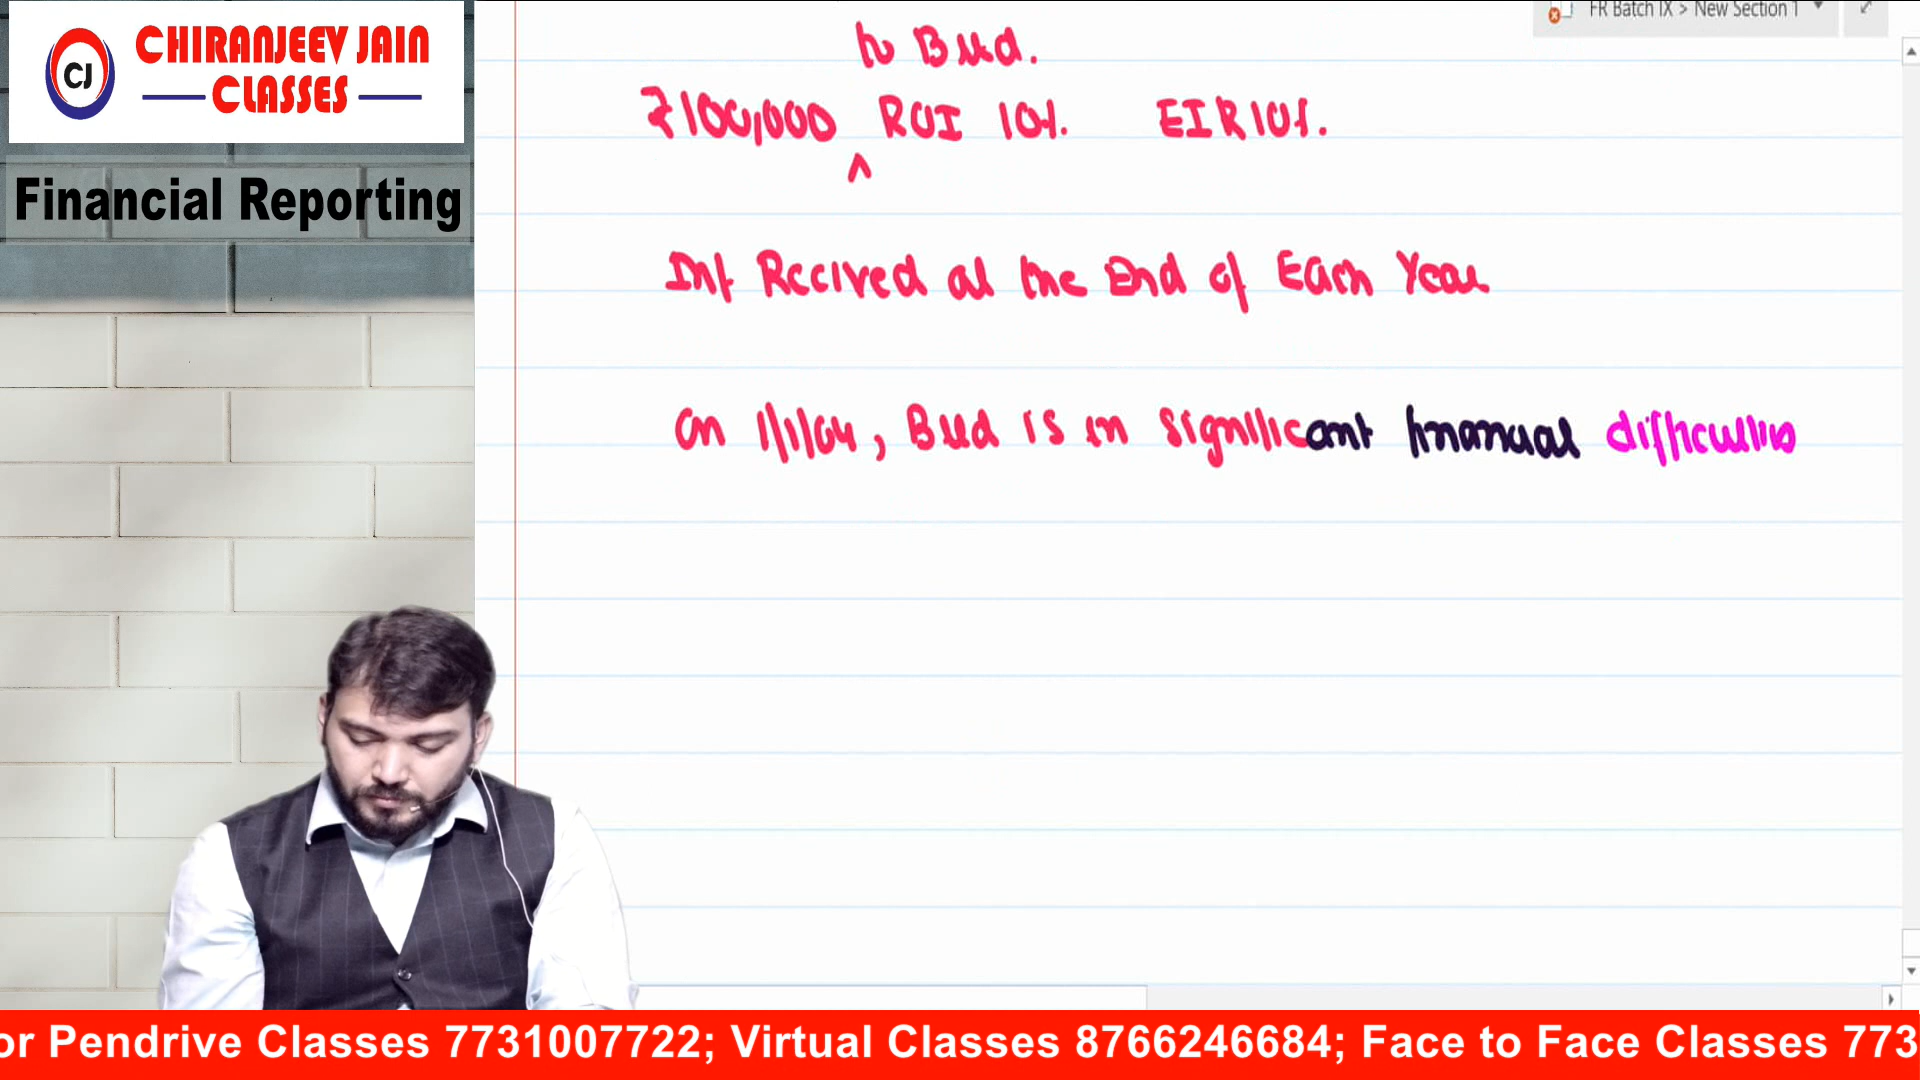 CHIRANJEEV JAIN
CJ
CLASSES
Financial Reporting
FR Batch IX > New Section 1
to Bud.
₹100,000 ROI 10%. EIR 10%.
^
Int Recived at the End of Each Year
on 1/1/04, Bud is in significant financial difficulties
or Pendrive Classes 7731007722; Virtual Classes 8766246684; Face to Face Classes 773